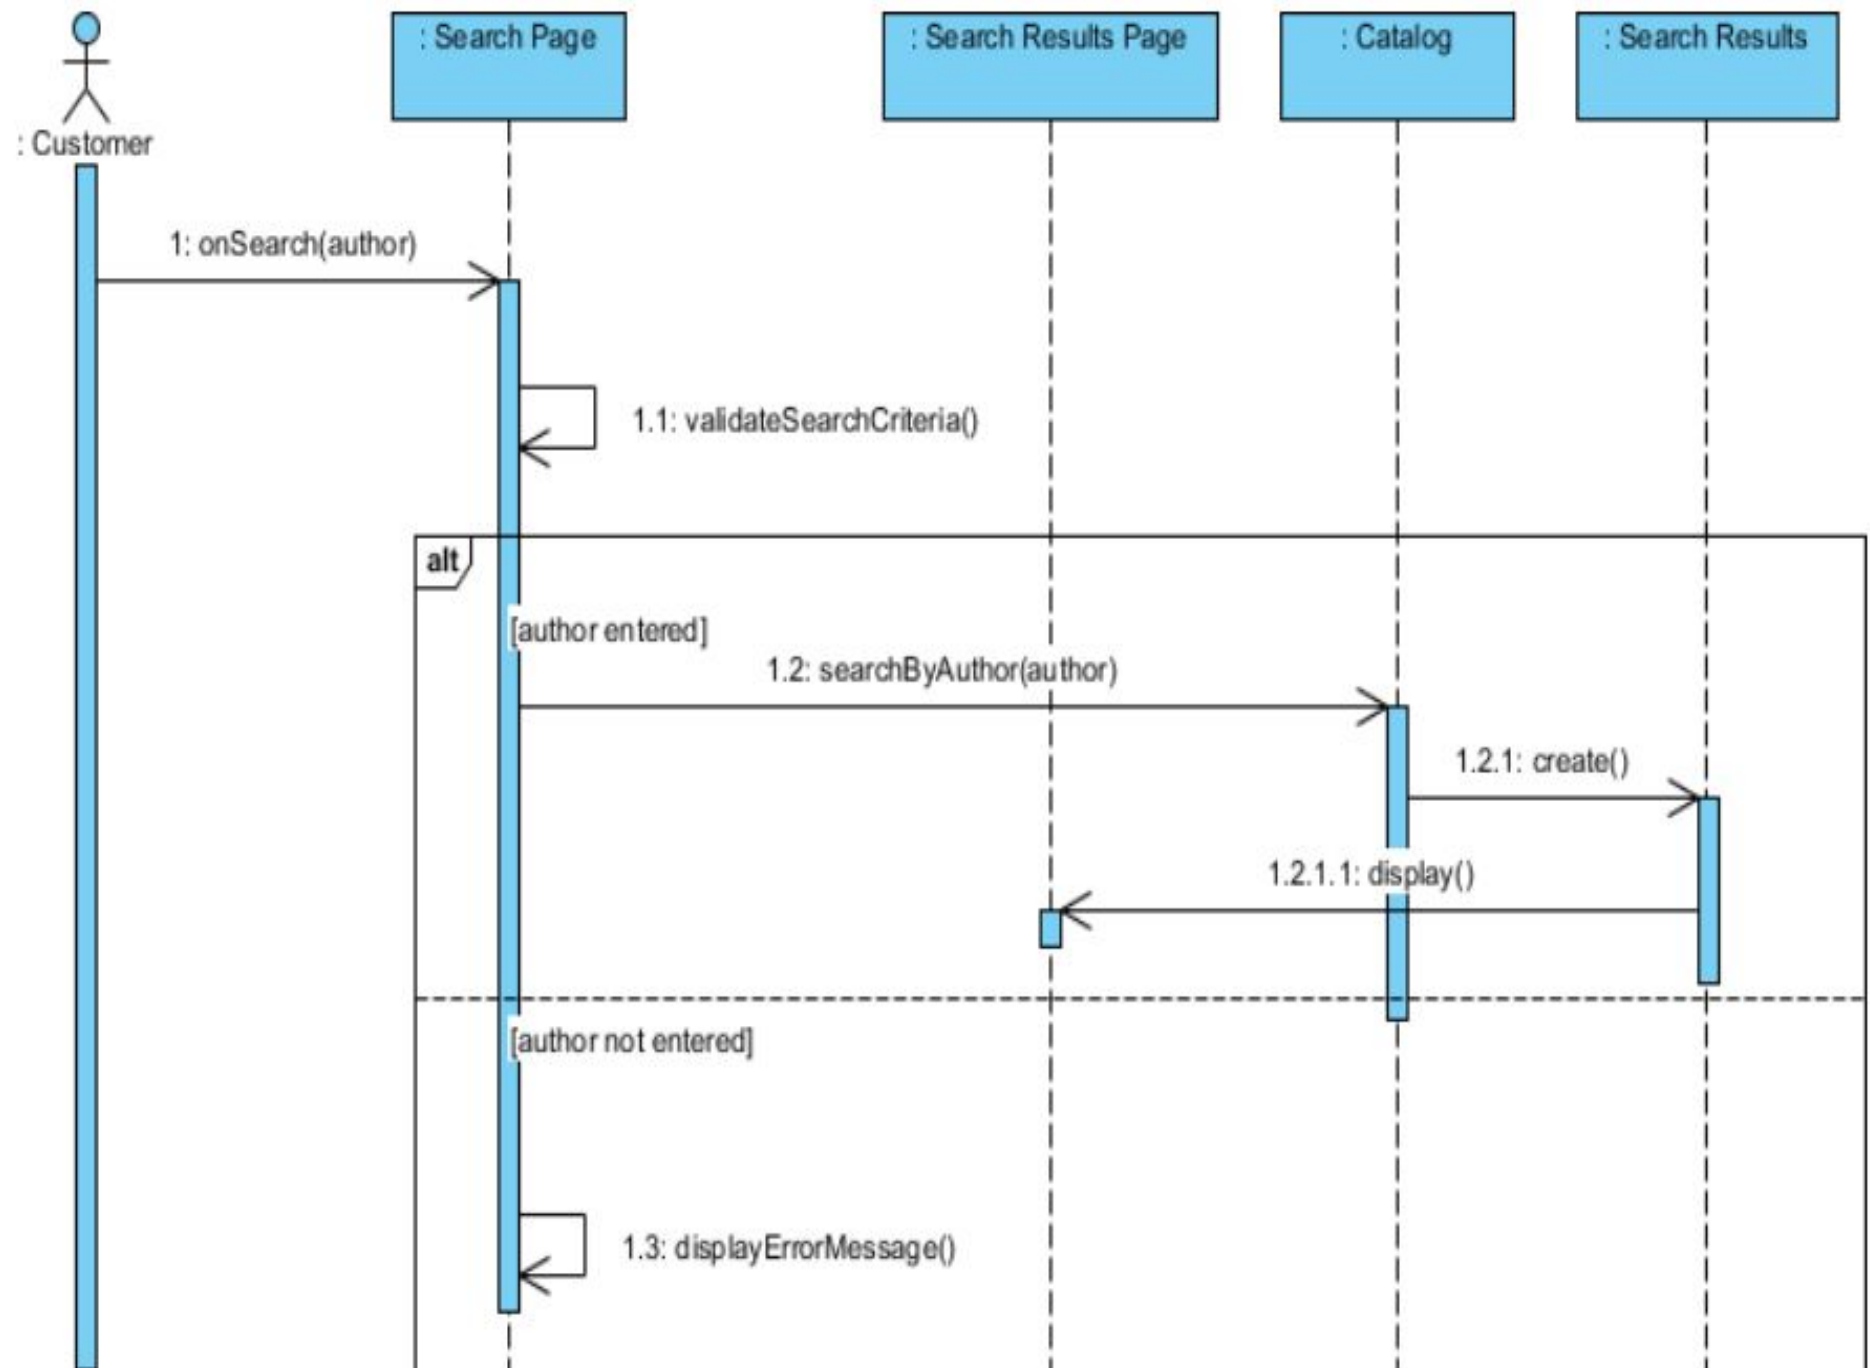 : Search Page
: Search Results Page
: Catalog
: Search Results
: Customer
1: onSearch(author)
1.1: validateSearchCriteria()
alt
[author entered]
1.2: searchByAuthor(author)
1.2.1: create()
1.2.1.1: display()
[author not entered]
1.3: displayErrorMessage()